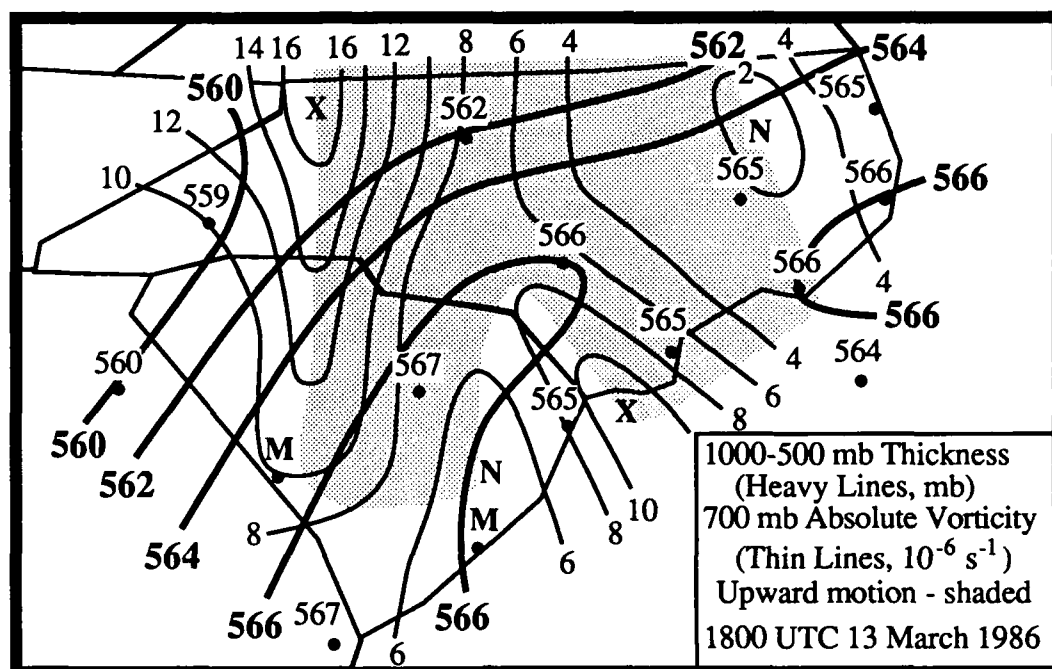 14 16 16 12 8 6 4 562 4 564
560 X 562 2 565
12 N
10 559 565 566 566
566 566 4
566
565 4
560 567 564
6
560 565 X 8
M 8
562 N 10
M 8
564 8 6
566 567 566
6
1000-500 mb Thickness
(Heavy Lines, mb)
700 mb Absolute Vorticity
(Thin Lines, 10⁻⁶ s⁻¹)
Upward motion - shaded
1800 UTC 13 March 1986